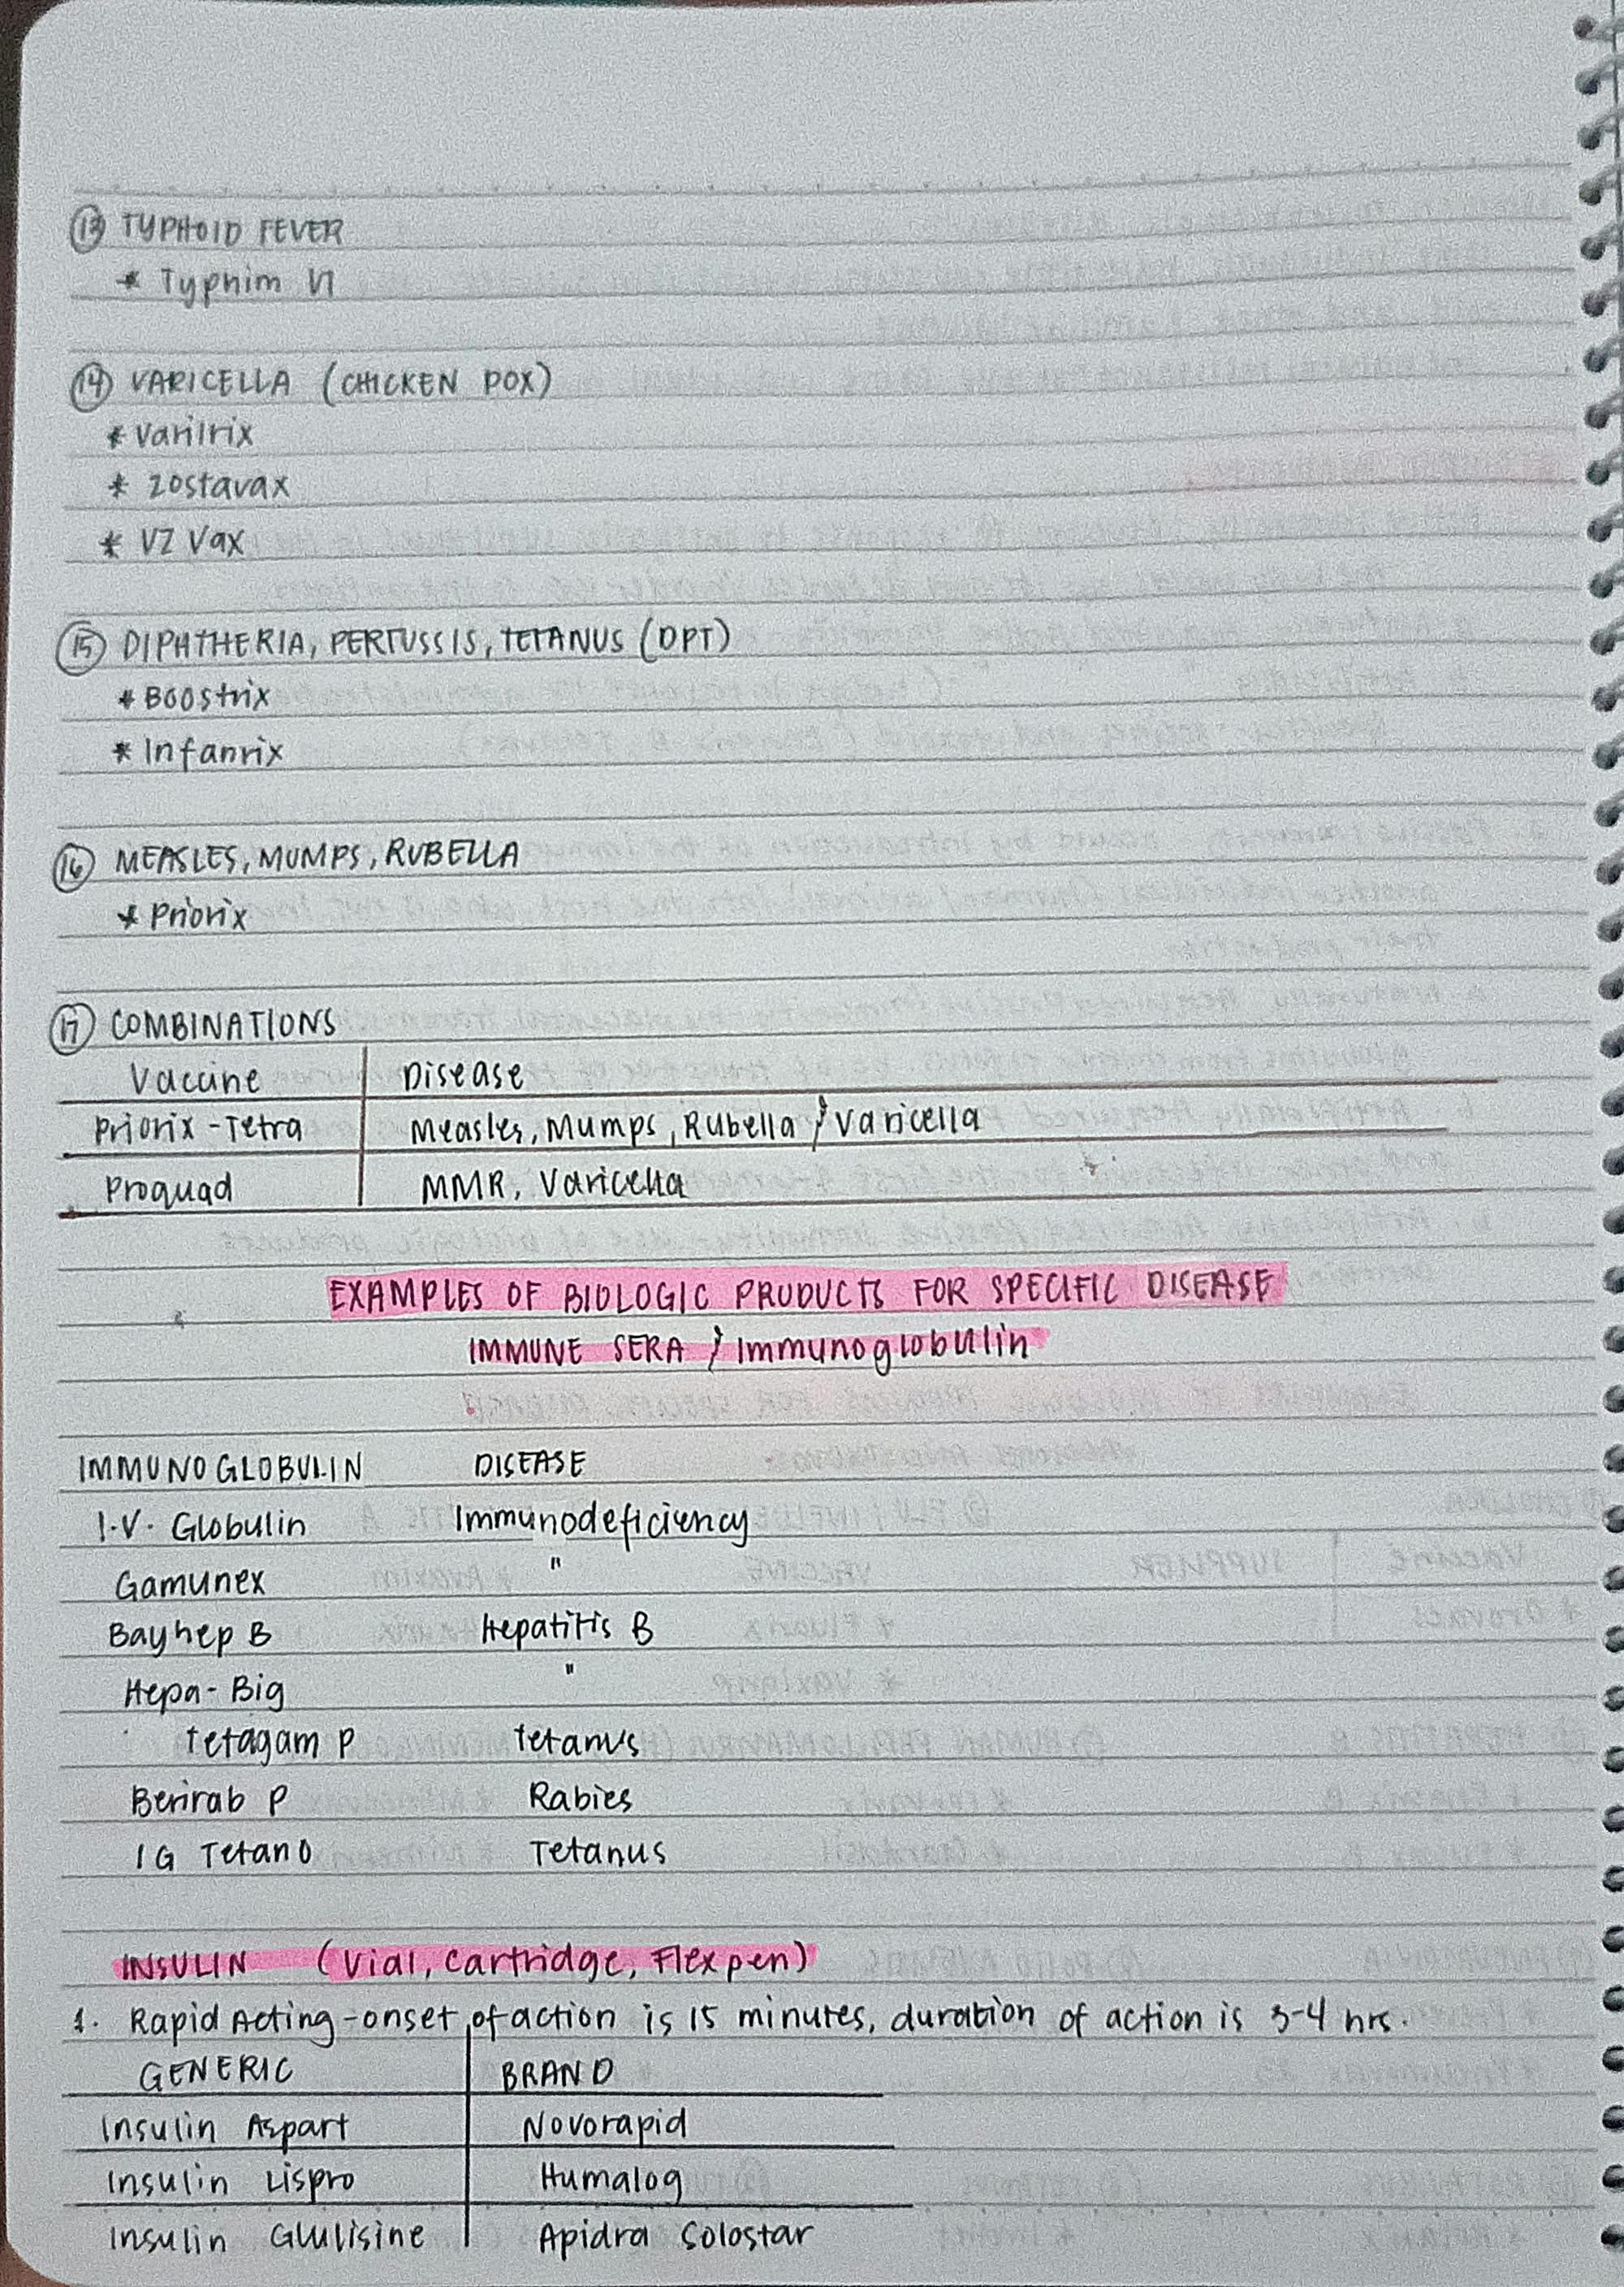 ⑬ TYPHOID FEVER
* Typhim VI
⑭ VARICELLA (CHICKEN POX)
* Varilrix
* Zostavax
* VZ Vax
⑮ DIPHTHERIA, PERTUSSIS, TETANUS (DPT)
* Boostrix
* Infanrix
⑯ MEASLES, MUMPS, RUBELLA
* Priorix
⑰ COMBINATIONS
Vaccine Disease
Priorix-Tetra Measles, Mumps, Rubella & Varicella
Proquad MMR, Varicella
EXAMPLES OF BIOLOGIC PRODUCTS FOR SPECIFIC DISEASE
IMMUNE SERA & Immunoglobulin
IMMUNOGLOBULIN DISEASE
I.V. Globulin Immunodeficiency
Gamunex "
Bayhep B Hepatitis B
Hepa-Big "
Tetagam P Tetanus
Berirab P Rabies
IG Tetano Tetanus
INSULIN (Vial, Cartridge, Flexpen)
1. Rapid Acting - onset of action is 15 minutes, duration of action is 3-4 hrs.
GENERIC BRAND
Insulin Aspart Novorapid
Insulin Lispro Humalog
Insulin Glulisine Apidra Solostar